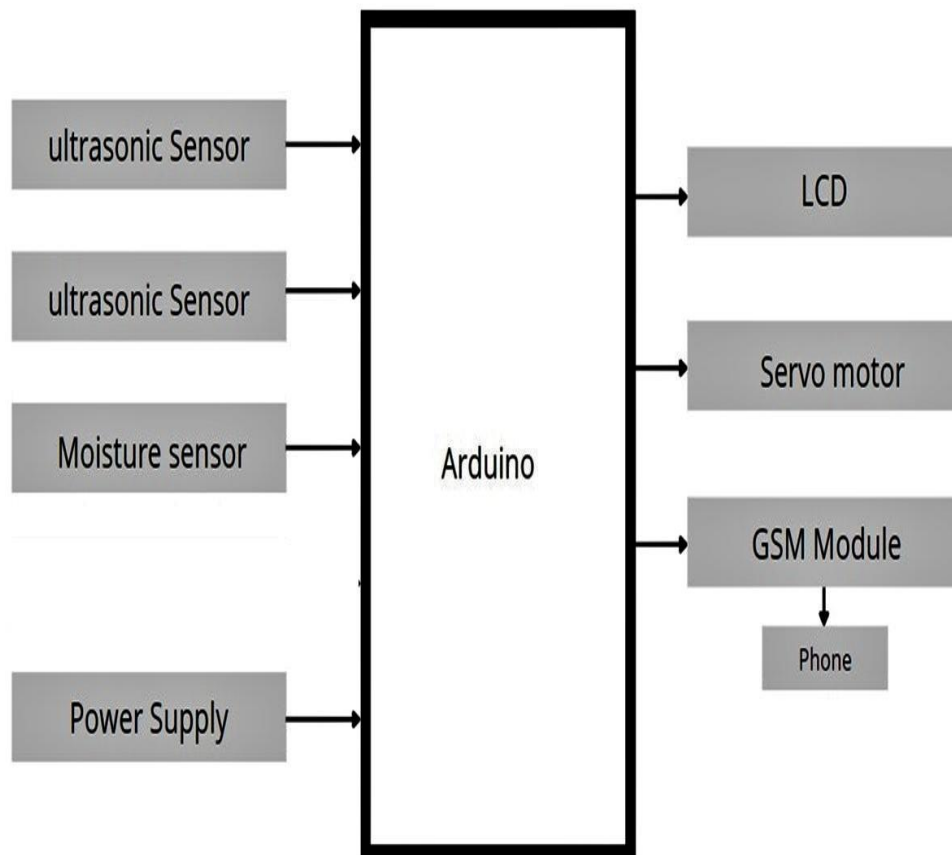 ultrasonic Sensor
ultrasonic Sensor
Moisture sensor
Power Supply
Arduino
LCD
Servo motor
GSM Module
Phone